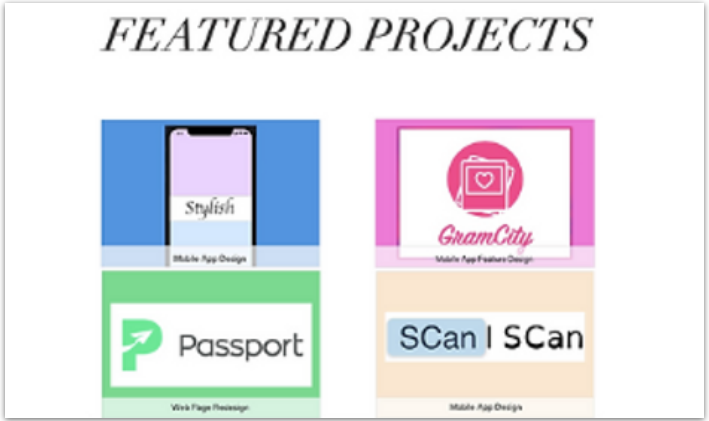 FEATURED PROJECTS
Stylish
Mobile App Design
GramCity
Mobile App Feature Design
Passport
Web Page Redesign
SCan | SCan
Mobile App Design